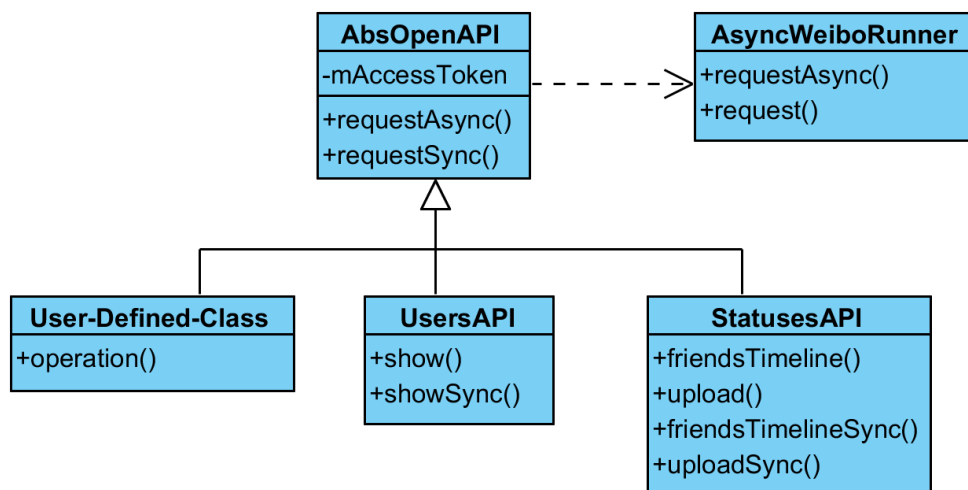 AbsOpenAPI
-mAccessToken
+requestAsync()
+requestSync()
AsyncWeiboRunner
+requestAsync()
+request()
User-Defined-Class
+operation()
UsersAPI
+show()
+showSync()
StatusesAPI
+friendsTimeline()
+upload()
+friendsTimelineSync()
+uploadSync()